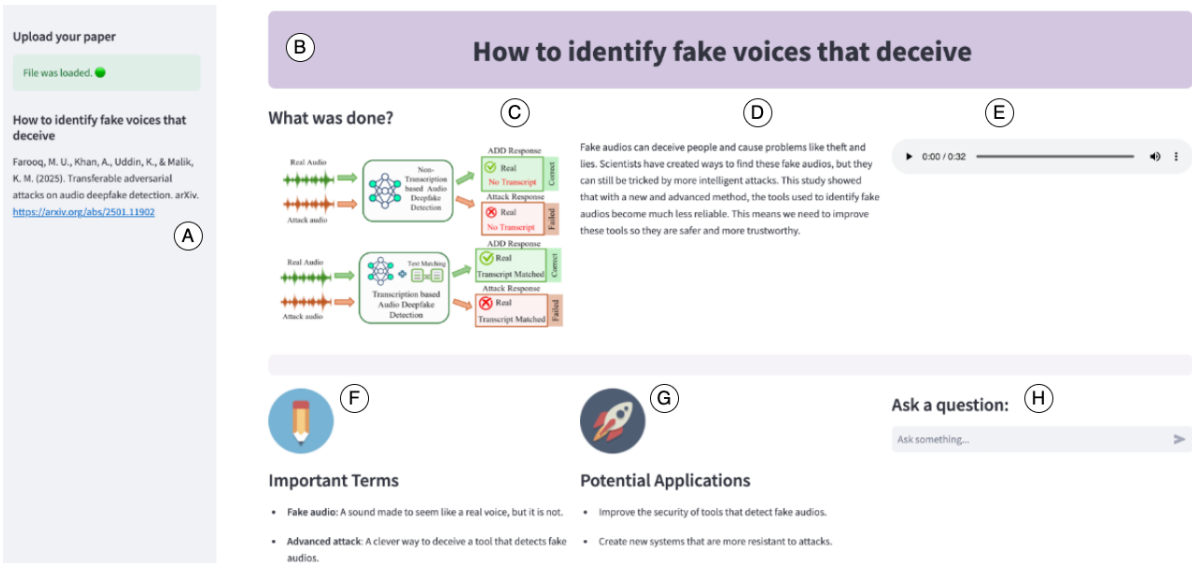 Upload your paper
File was loaded.
How to identify fake voices that
deceive
Farooq, M. U., Khan, A., Uddin, K., & Malik,
K. M. (2025). Transferable adversarial
attacks on audio deepfake detection. arXiv.
https://arxiv.org/abs/2501.11902
A
B
How to identify fake voices that deceive
What was done?
C
D
E
Real Audio
Attack audio
Non-
Transcription
based Audio
Deepfake
Detection
ADD Response
Real
No Transcript
Correct
Attack Response
Real
No Transcript
Failed
Real Audio
Attack audio
Text Matching
Transcription based
Audio Deepfake
Detection
ADD Response
Real
Transcript Matched
Correct
Attack Response
Real
Transcript Matched
Failed
Fake audios can deceive people and cause problems like theft and
lies. Scientists have created ways to find these fake audios, but they
can still be tricked by more intelligent attacks. This study showed
that with a new and advanced method, the tools used to identify fake
audios become much less reliable. This means we need to improve
these tools so they are safer and more trustworthy.
0:00 / 0:32
F
Important Terms
• Fake audio: A sound made to seem like a real voice, but it is not.
• Advanced attack: A clever way to deceive a tool that detects fake
audios.
G
Potential Applications
• Improve the security of tools that detect fake audios.
• Create new systems that are more resistant to attacks.
Ask a question:
H
Ask something...